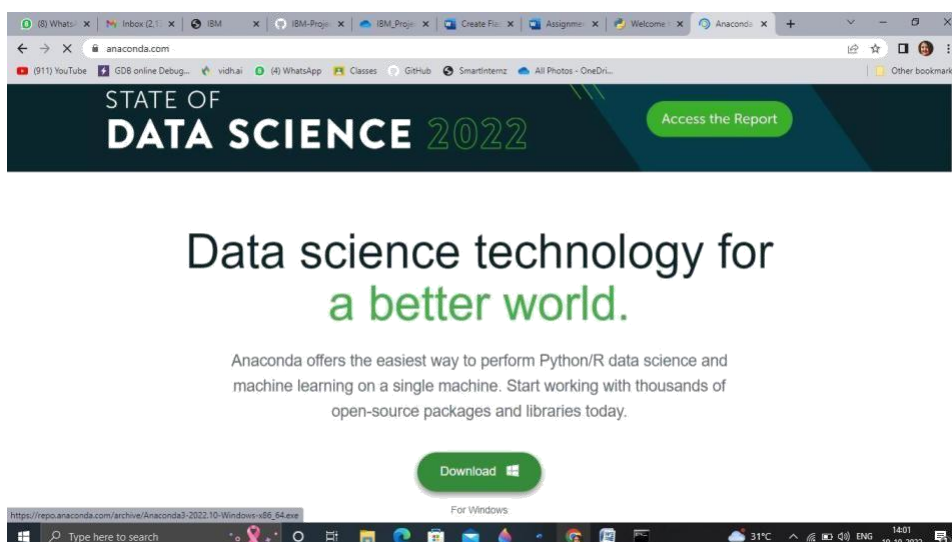 (8) Whats
Inbox (2,1
IBM
IBM-Proje
IBM_Proje
Create Fla
Assignme
Welcome
Anaconda
anaconda.com
(911) YouTube
GDB online Debug...
vidhai
(4) WhatsApp
Classes
GitHub
Smartinternz
All Photos - OneDri...
Other bookmark
STATE OF
DATA SCIENCE 2022
Access the Report
Data science technology for
a better world.
Anaconda offers the easiest way to perform Python/R data science and
machine learning on a single machine. Start working with thousands of
open-source packages and libraries today.
Download
For Windows
https://repo.anaconda.com/archive/Anaconda3-2022.10-Windows-x86_64.exe
Type here to search
31°C
ENG
14:01